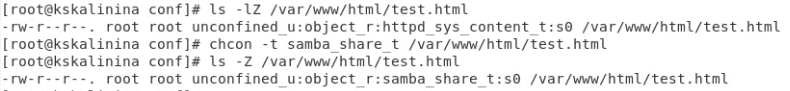 [root@kskalinina conf]# ls -lZ /var/www/html/test.html
-rw-r--r--. root root unconfined_u:object_r:httpd_sys_content_t:s0 /var/www/html/test.html
[root@kskalinina conf]# chcon -t samba_share_t /var/www/html/test.html
[root@kskalinina conf]# ls -Z /var/www/html/test.html
-rw-r--r--. root root unconfined_u:object_r:samba_share_t:s0 /var/www/html/test.html